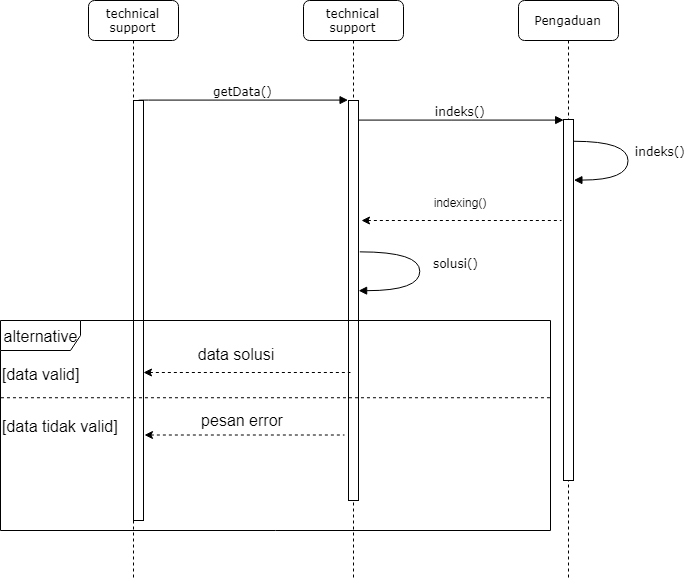 technical
support
technical
support
Pengaduan
getData()
indeks()
indeks()
indexing()
solusi()
alternative
data solusi
[data valid]
pesan error
[data tidak valid]